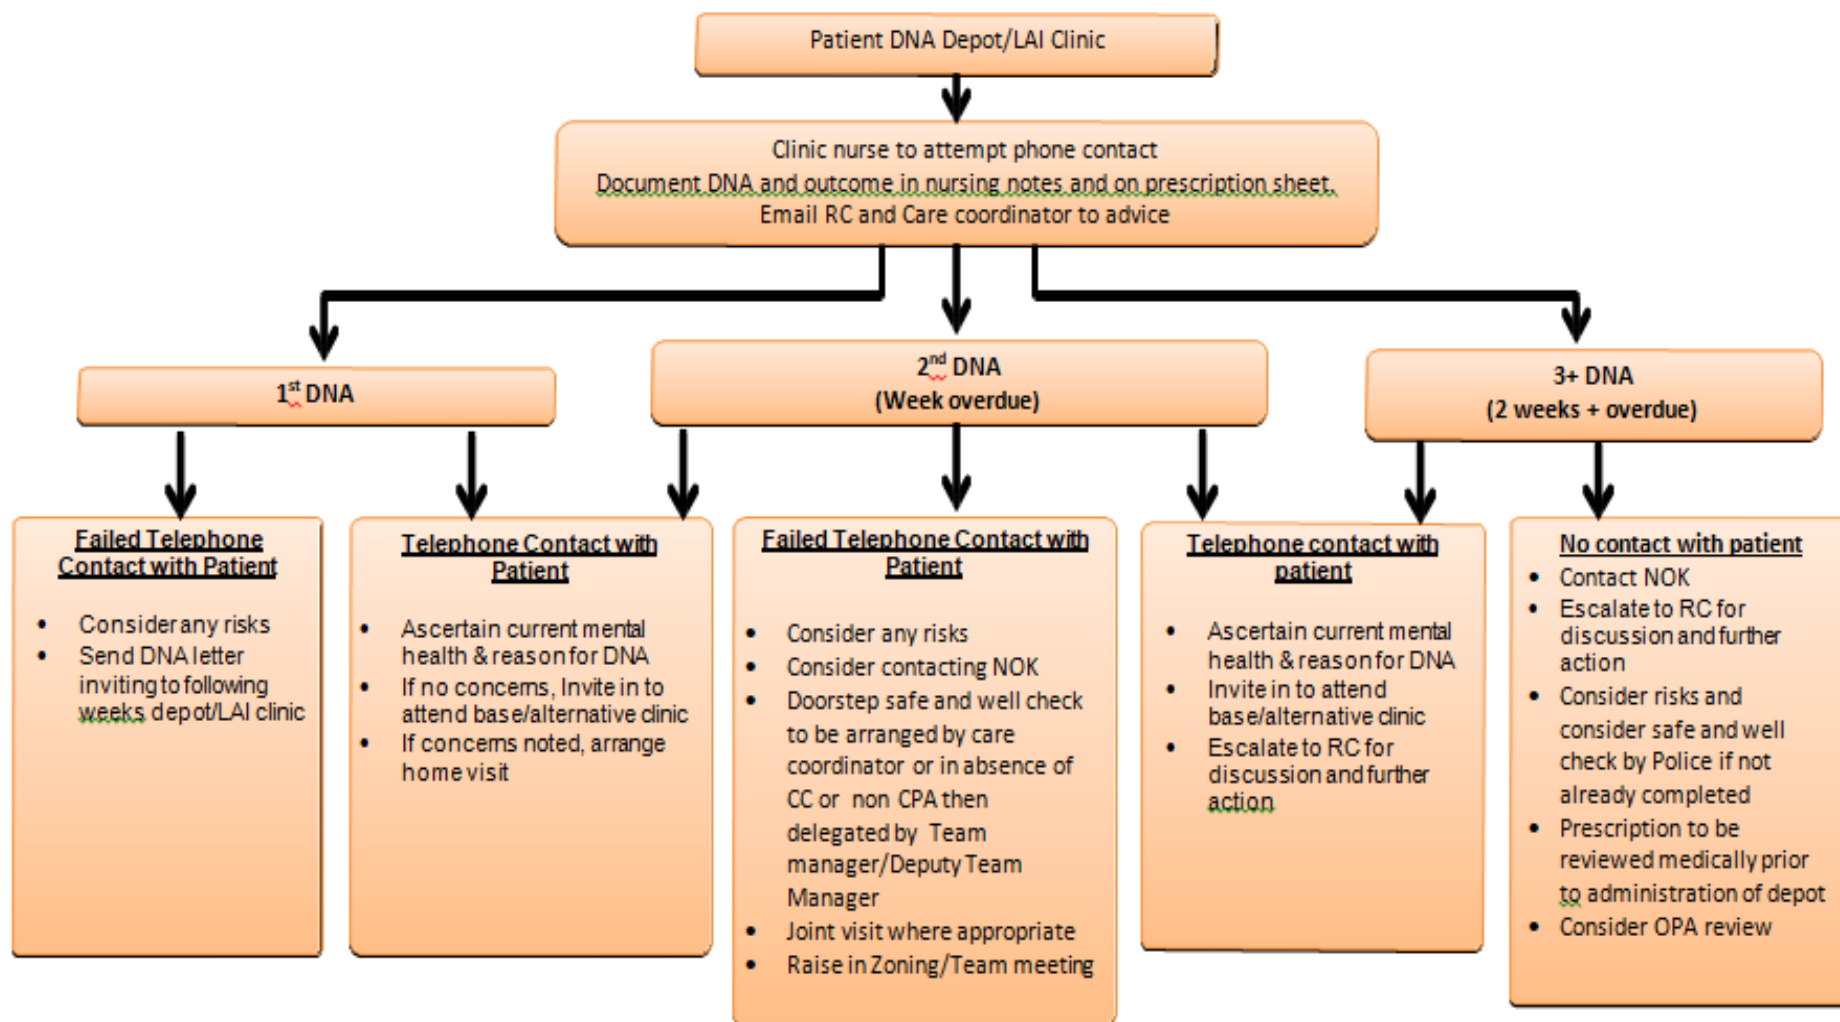 Patient DNA Depot/LAI Clinic
Clinic nurse to attempt phone contact
Document DNA and outcome in nursing notes and on prescription sheet.
Email RC and Care coordinator to advice
1st DNA
2nd DNA
(Week overdue)
3+ DNA
(2 weeks + overdue)
Failed Telephone
Contact with Patient
• Consider any risks
• Send DNA letter
inviting to following
weeks depot/LAI clinic
Telephone Contact with
Patient
• Ascertain current mental
health & reason for DNA
• If no concerns, Invite in to
attend base/alternative clinic
• If concerns noted, arrange
home visit
Failed Telephone Contact with
Patient
• Consider any risks
• Consider contacting NOK
• Doorstep safe and well check
to be arranged by care
coordinator or in absence of
CC or non CPA then
delegated by Team
manager/Deputy Team
Manager
• Joint visit where appropriate
• Raise in Zoning/Team meeting
Telephone contact with
patient
• Ascertain current mental
health & reason for DNA
• Invite in to attend
base/alternative clinic
• Escalate to RC for
discussion and further
action
No contact with patient
• Contact NOK
• Escalate to RC for
discussion and further
action
• Consider risks and
consider safe and well
check by Police if not
already completed
• Prescription to be
reviewed medically prior
to administration of depot
• Consider OPA review